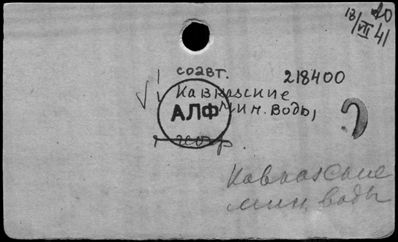 20
18/VII 41
соавт. 218400
Кавказские
Мин. Воды
АЛФ
Кавказские
мин. воды